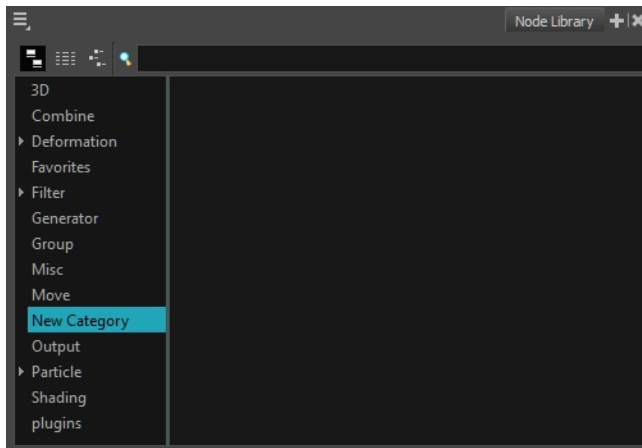 Node Library
3D
Combine
Deformation
Favorites
Filter
Generator
Group
Misc
Move
New Category
Output
Particle
Shading
plugins